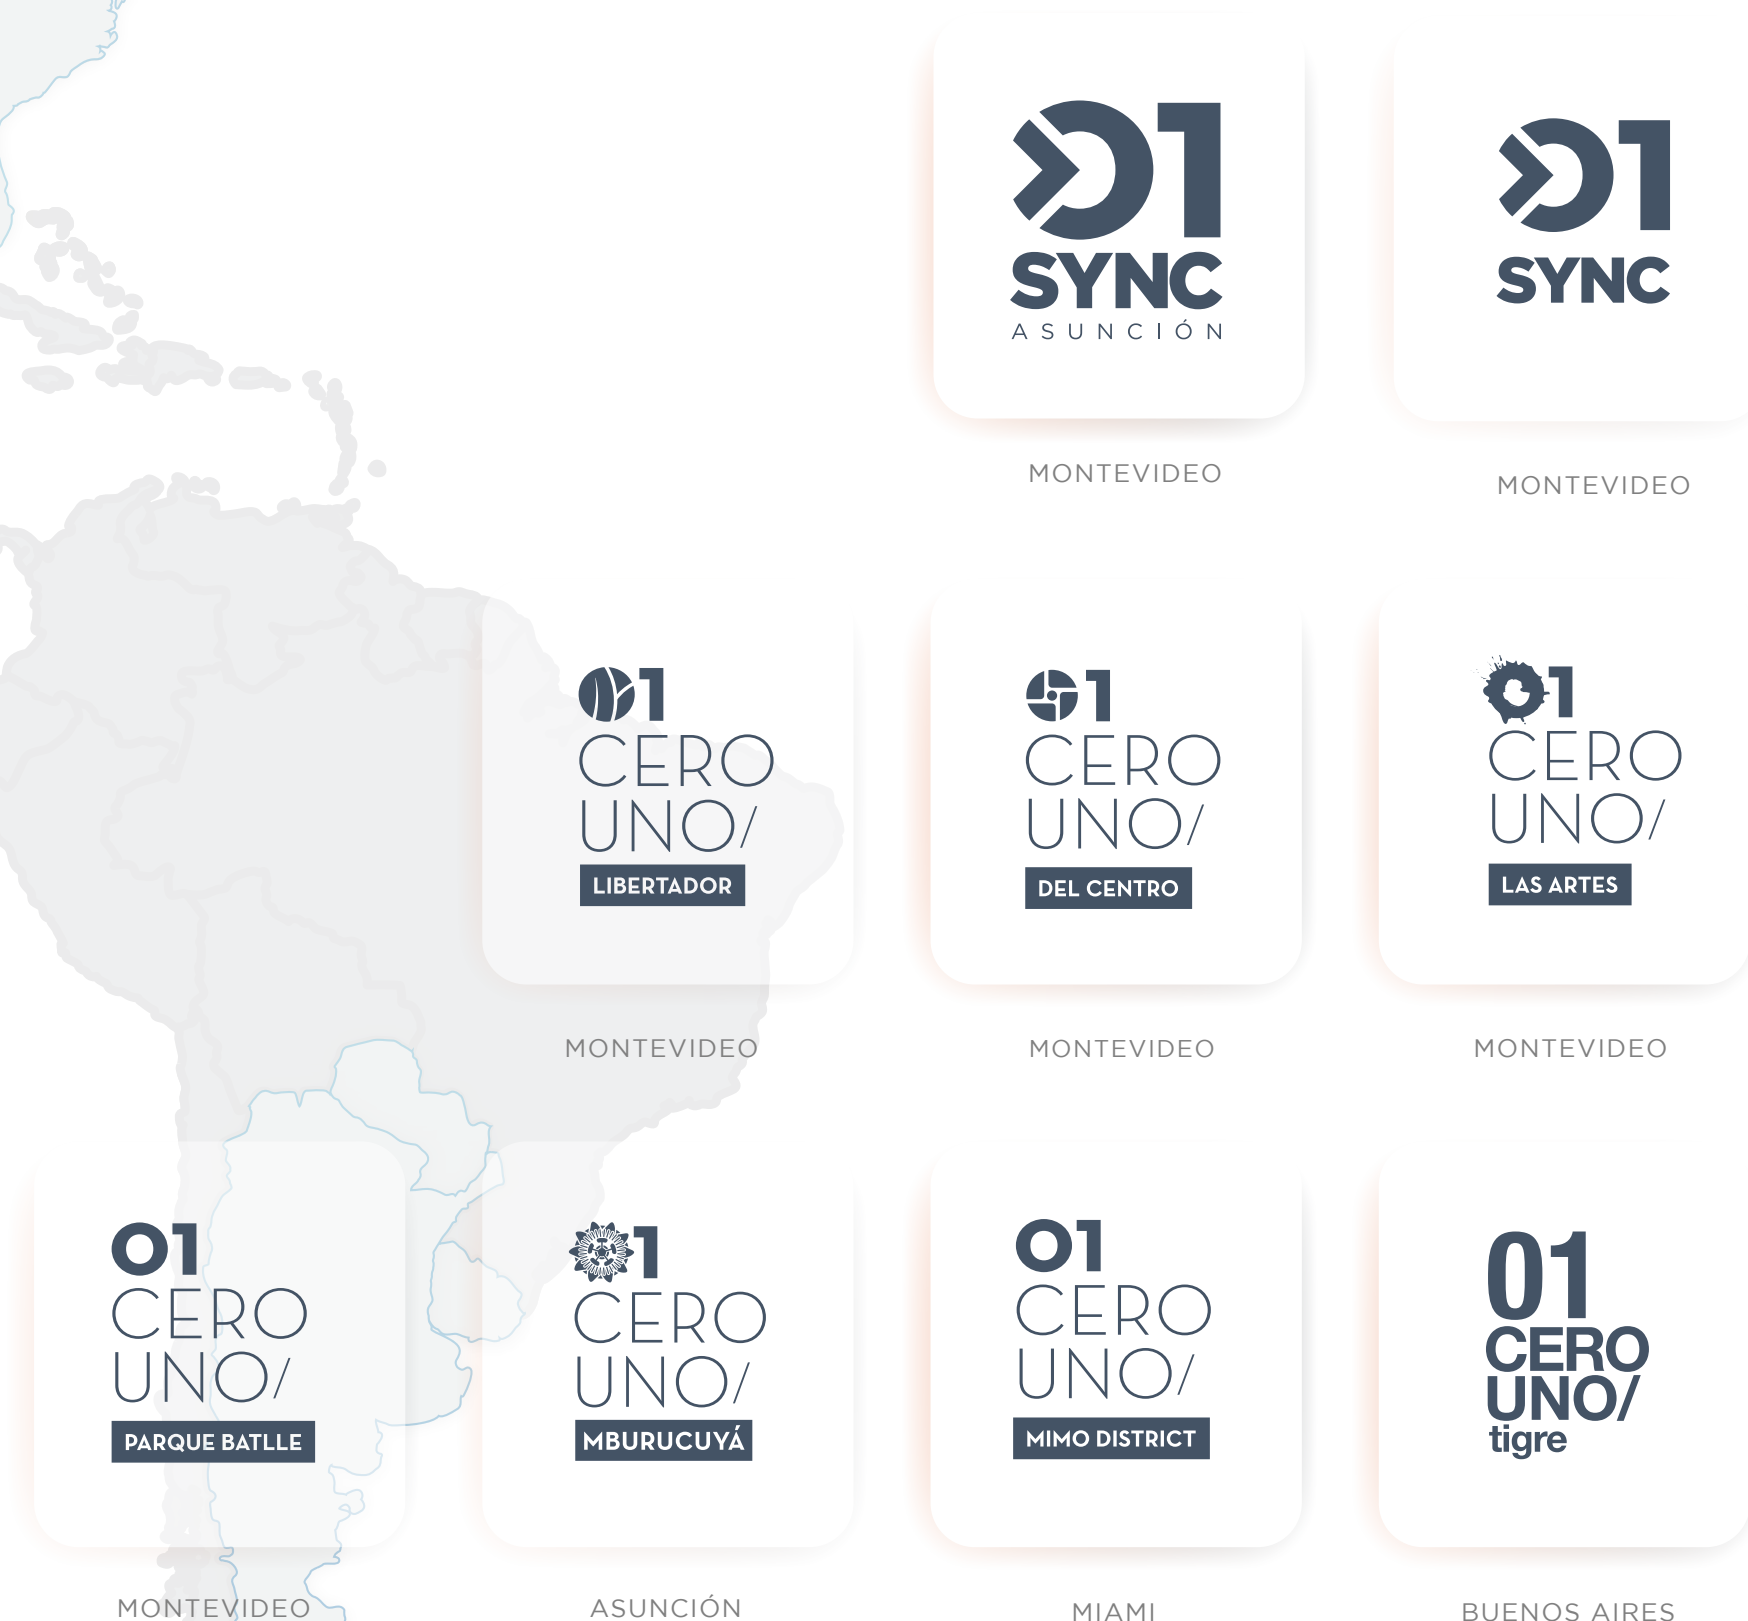 01
SYNC
ASUNCIÓN
MONTEVIDEO
01
SYNC
MONTEVIDEO
01
CERO
UNO/
LIBERTADOR
MONTEVIDEO
01
CERO
UNO/
DEL CENTRO
MONTEVIDEO
01
CERO
UNO/
LAS ARTES
MONTEVIDEO
01
CERO
UNO/
PARQUE BATLLE
MONTEVIDEO
01
CERO
UNO/
MBURUCUYÁ
ASUNCIÓN
01
CERO
UNO/
MIMO DISTRICT
MIAMI
01
CERO
UNO/
tigre
BUENOS AIRES